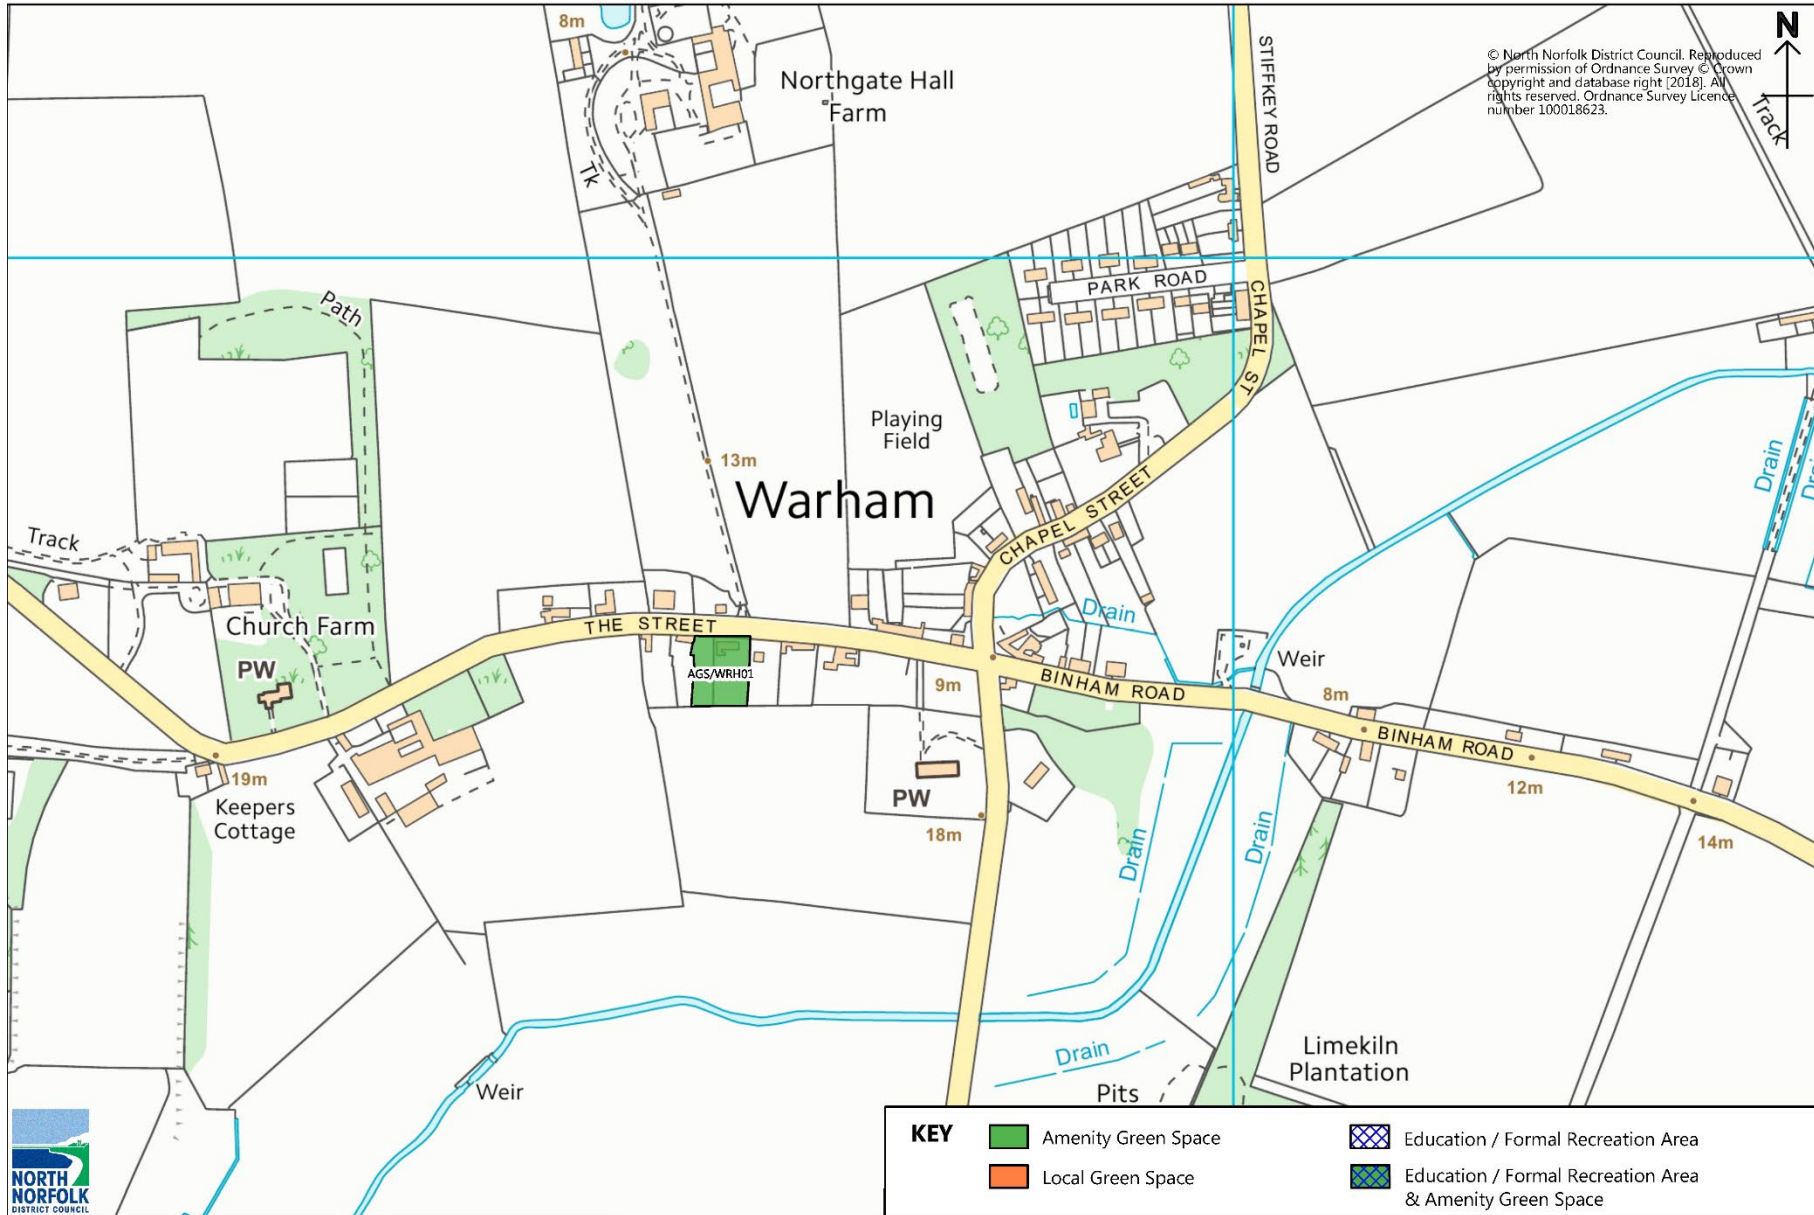 8m
Northgate Hall
Farm
Tk
STIFFKEY ROAD
© North Norfolk District Council. Reproduced
by permission of Ordnance Survey © Crown
copyright and database right [2018]. All
rights reserved. Ordnance Survey Licence
number 100018623.
N
Track
Path
PARK ROAD
CHAPEL ST
Playing
Field
13m
Warham
CHAPEL STREET
Drain
Track
Church Farm
PW
THE STREET
AGS/WRH01
Drain
Weir
9m
BINHAM ROAD
8m
BINHAM ROAD
12m
14m
19m
Keepers
Cottage
PW
18m
Drain
Drain
Weir
Drain
Pits
Limekiln
Plantation
NORTH
NORFOLK
DISTRICT COUNCIL
KEY
Amenity Green Space
Local Green Space
Education / Formal Recreation Area
Education / Formal Recreation Area
& Amenity Green Space